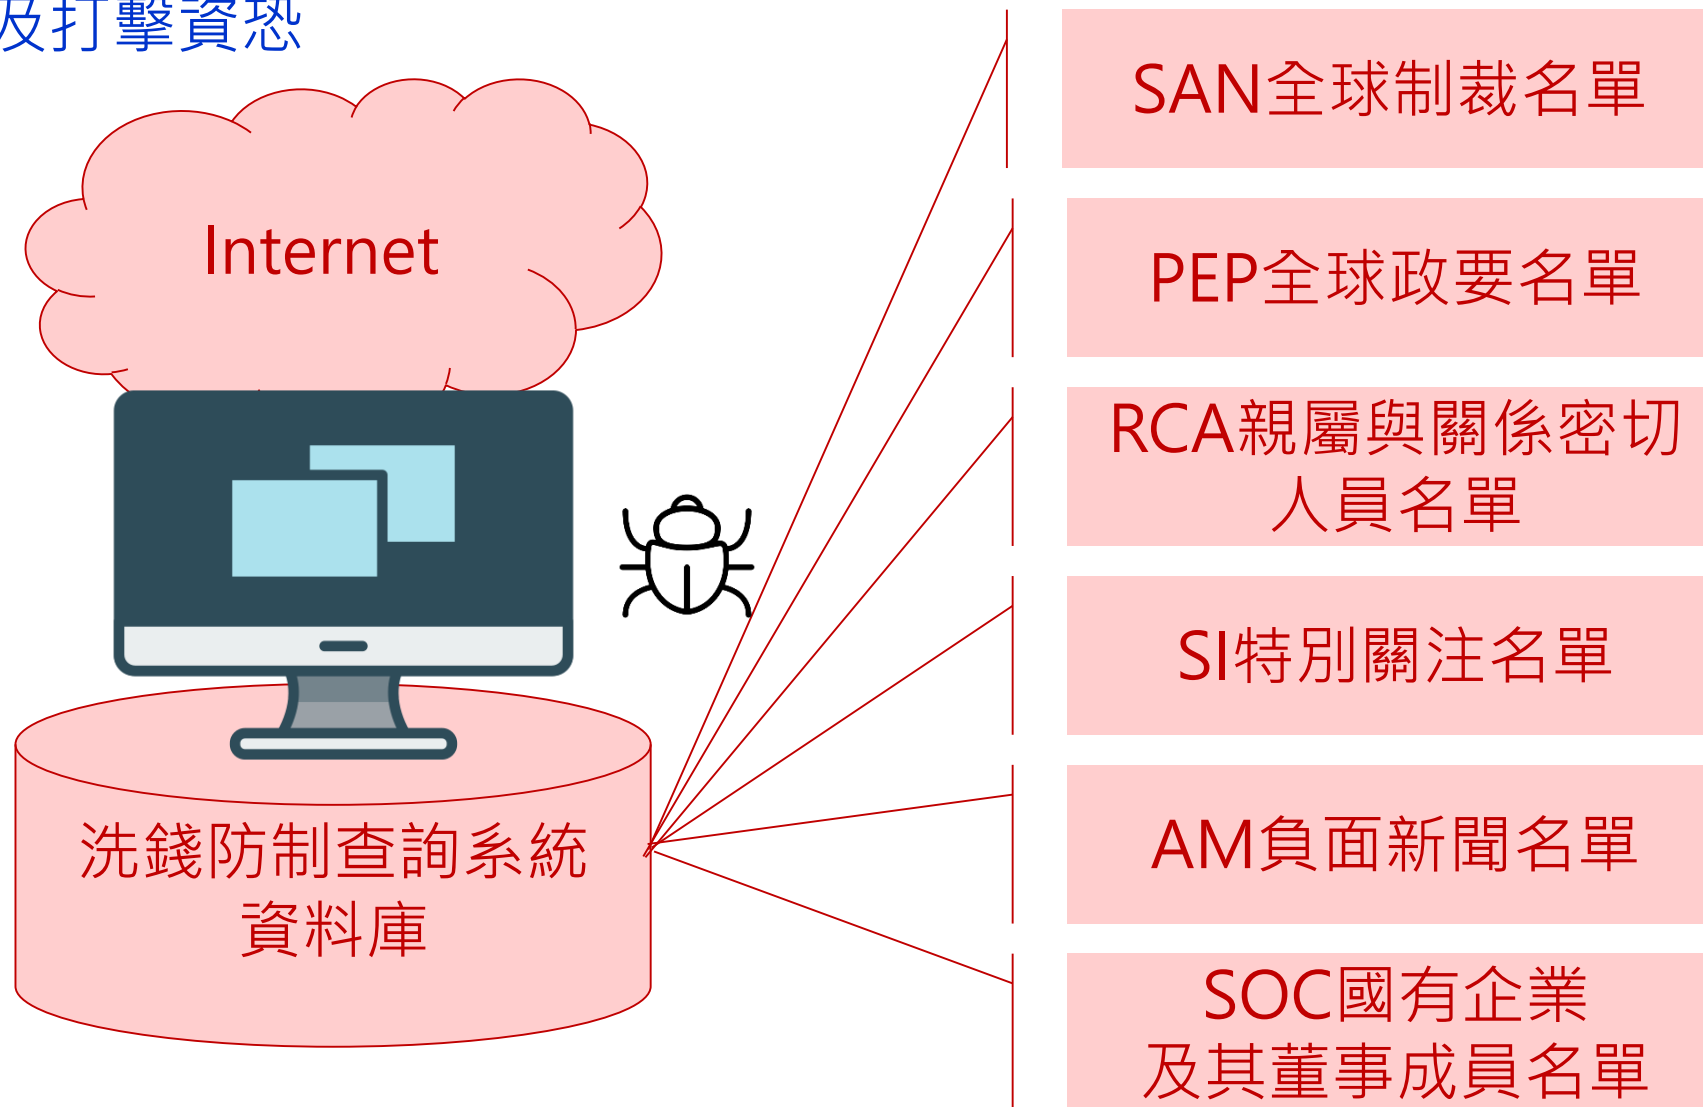 及打擊資恐
Internet
洗錢防制查詢系統
資料庫
SAN全球制裁名單
PEP全球政要名單
RCA親屬與關係密切
人員名單
SI特別關注名單
AM負面新聞名單
SOC國有企業
及其董事成員名單